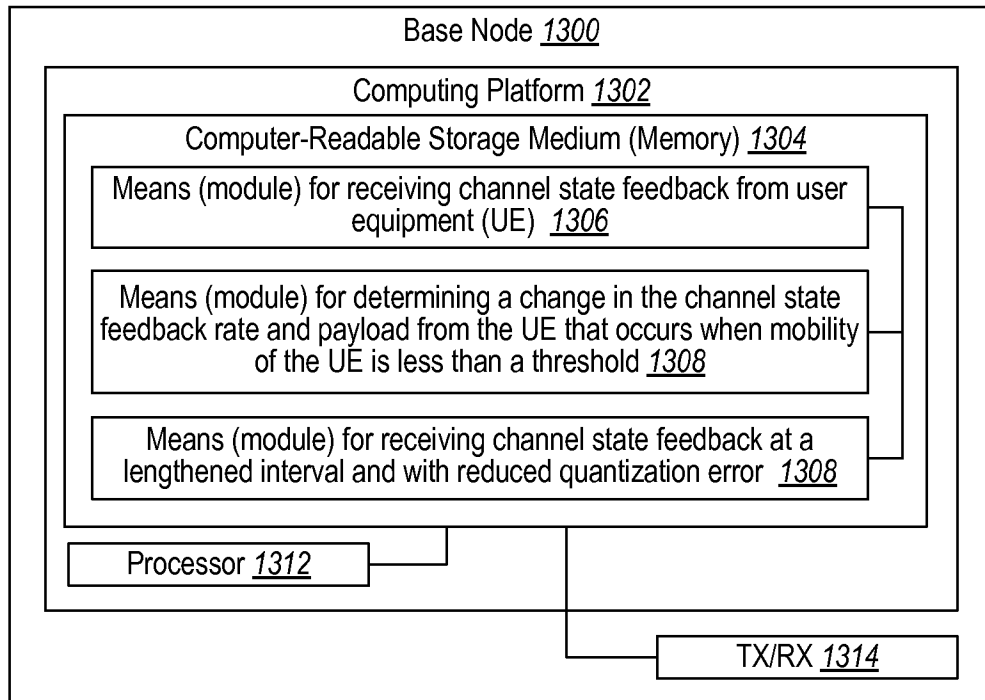 Base Node 1300
Computing Platform 1302
Computer-Readable Storage Medium (Memory) 1304
Means (module) for receiving channel state feedback from user
equipment (UE) 1306
Means (module) for determining a change in the channel state
feedback rate and payload from the UE that occurs when mobility
of the UE is less than a threshold 1308
Means (module) for receiving channel state feedback at a
lengthened interval and with reduced quantization error 1308
Processor 1312
TX/RX 1314